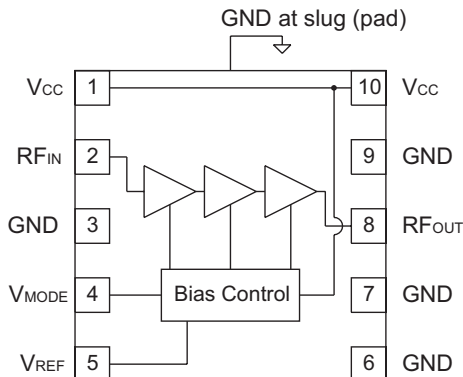 GND at slug (pad)
VCC 1 10 VCC
RFIN 2 9 GND
GND 3 8 RFOUT
VMODE 4 Bias Control 7 GND
VREF 5 6 GND